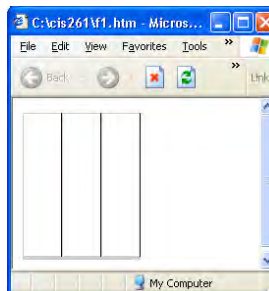 C:\cis261\f1.htm - Micros...
File Edit View Favorites Tools »
Back » Link
My Computer